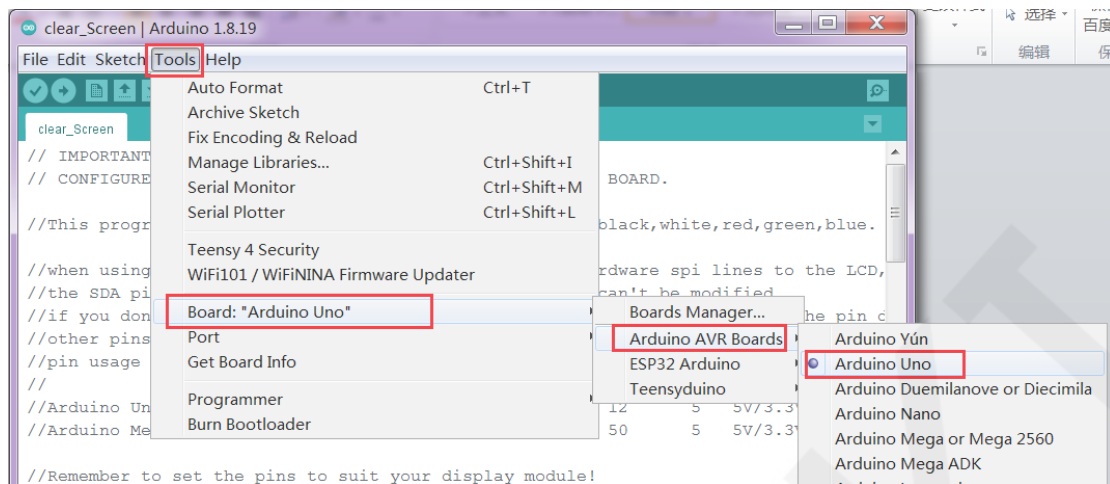 clear_Screen | Arduino 1.8.19
选择
百度
编辑
File Edit Sketch Tools Help
clear_Screen
Auto Format Ctrl+T
Archive Sketch
Fix Encoding & Reload
Manage Libraries... Ctrl+Shift+I
Serial Monitor Ctrl+Shift+M
Serial Plotter Ctrl+Shift+L
Teensy 4 Security
WiFi101 / WiFiNINA Firmware Updater
Board: "Arduino Uno"
Port
Get Board Info
Programmer
Burn Bootloader
Boards Manager...
Arduino AVR Boards
ESP32 Arduino
Teensyduino
Arduino Yún
Arduino Uno
Arduino Duemilanove or Diecimila
Arduino Nano
Arduino Mega or Mega 2560
Arduino Mega ADK
// IMPORTANT
// CONFIGURE BOARD.
//This progr black,white,red,green,blue.
//when using rdware spi lines to the LCD,
//the SDA pi can't be modified
//if you don he pin
//other pins
//pin usage
//
//Arduino Un 12 5 5V/3.3V
//Arduino Me 50 5 5V/3.3V
//Remember to set the pins to suit your display module!